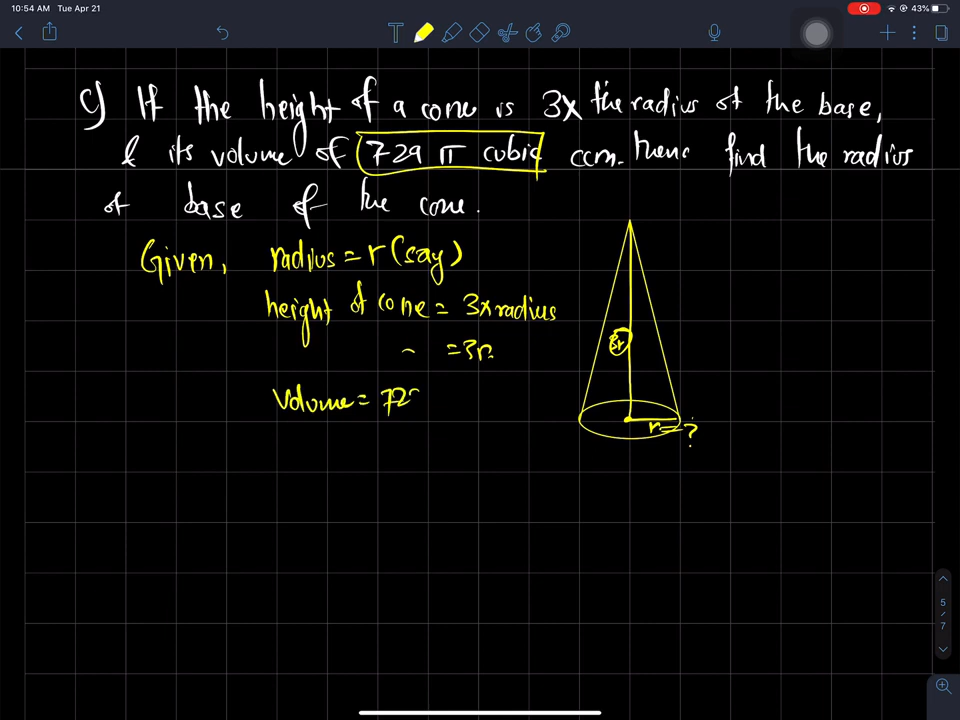 10:54 AM Tue Apr 21
43%
T
g) If the height of a cone is 3x the radius of the base,
& its volume of 729 π cubic ccm. hence find the radius
of base of the cone.
Given, radius = r (say)
height of cone = 3x radius
= 3r.
Volume = 72
3r
r = ?
5
7